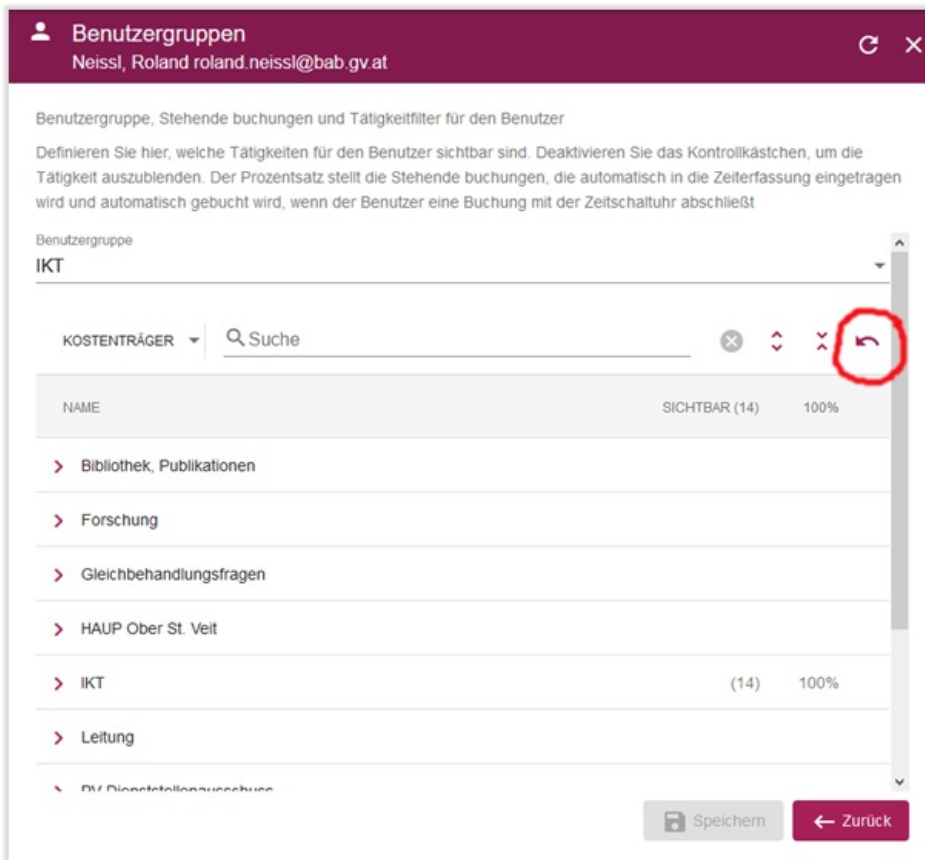 Benutzergruppen
Neissl, Roland roland.neissl@bab.gv.at
Benutzergruppe, Stehende buchungen und Tätigkeitfilter für den Benutzer
Definieren Sie hier, welche Tätigkeiten für den Benutzer sichtbar sind. Deaktivieren Sie das Kontrollkästchen, um die
Tätigkeit auszublenden. Der Prozentsatz stellt die Stehende buchungen, die automatisch in die Zeiterfassung eingetragen
wird und automatisch gebucht wird, wenn der Benutzer eine Buchung mit der Zeitschaltuhr abschließt
Benutzergruppe
IKT
KOSTENTRÄGER Suche
NAME SICHTBAR (14) 100%
Bibliothek, Publikationen
Forschung
Gleichbehandlungsfragen
HAUP Ober St. Veit
IKT (14) 100%
Leitung
PV Dienststellenausschuss
Speichern Zurück